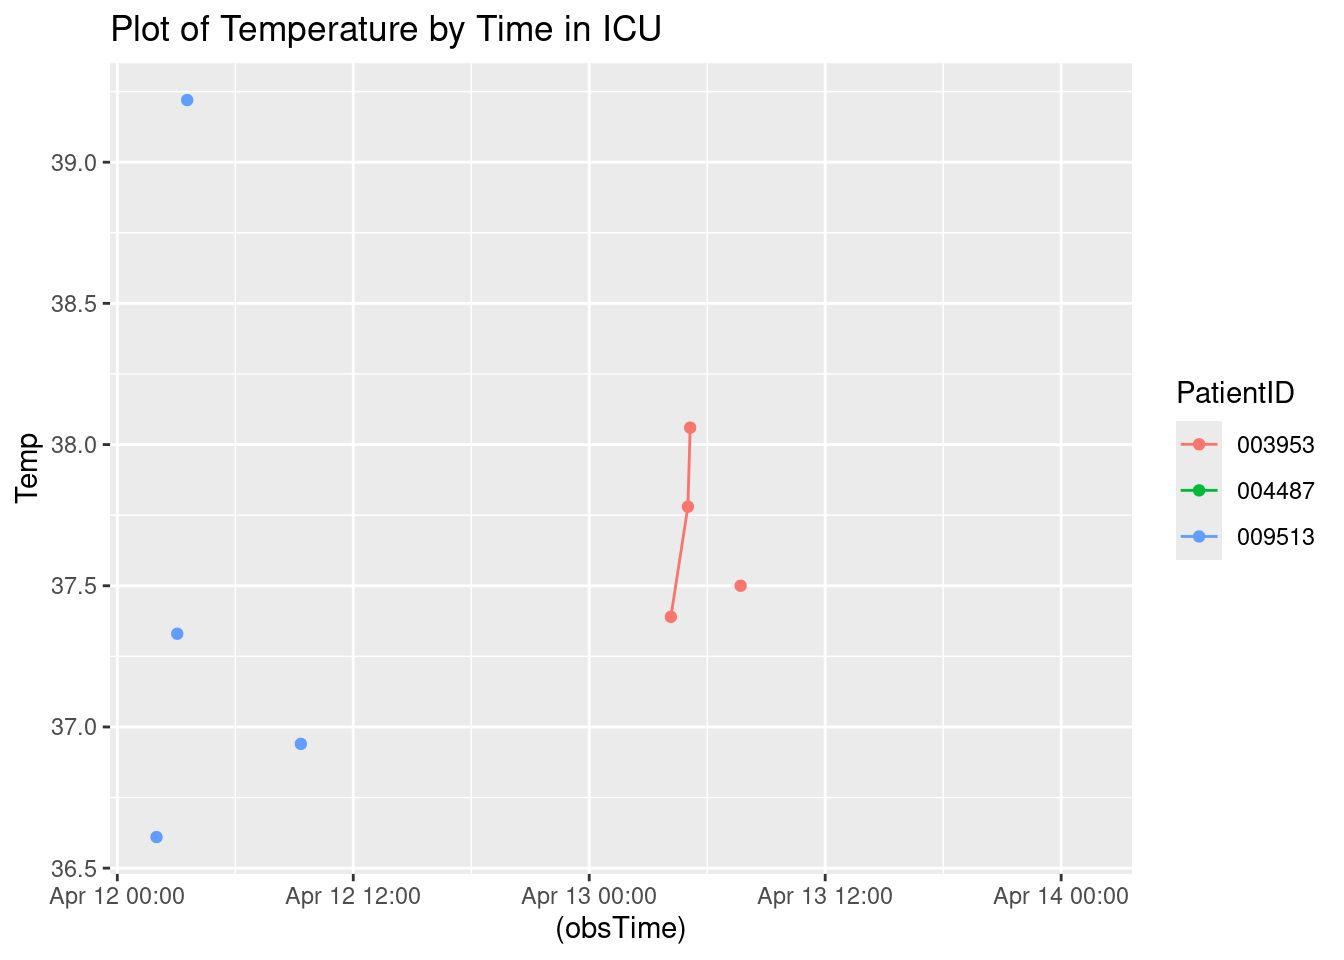 Plot of Temperature by Time in ICU
39.0
38.5
38.0
37.5
37.0
36.5
Temp
Apr 12 00:00 Apr 12 12:00 Apr 13 00:00 Apr 13 12:00 Apr 14 00:00
(obsTime)
PatientID
003953
004487
009513